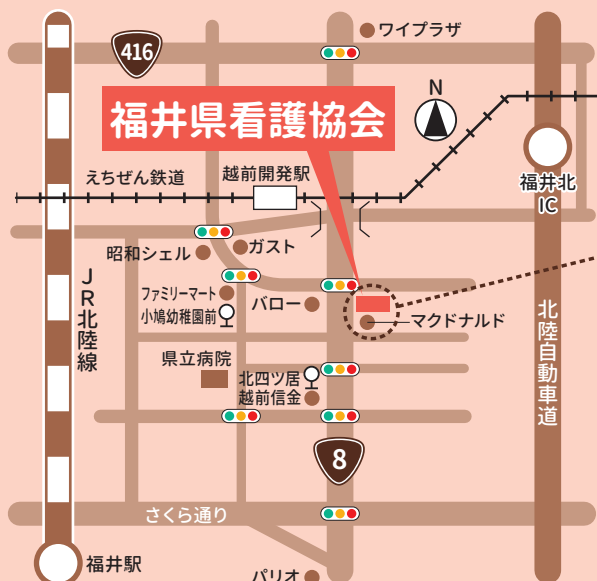 ワイプラザ
416
福井県看護協会
N
えちぜん鉄道
越前開発駅
福井北
IC
昭和シェル
ガスト
JR北陸線
ファミリーマート
小鳩幼稚園前
バロー
マクドナルド
北陸自動車道
県立病院
北四ツ居
越前信金
8
さくら通り
福井駅
パリオ